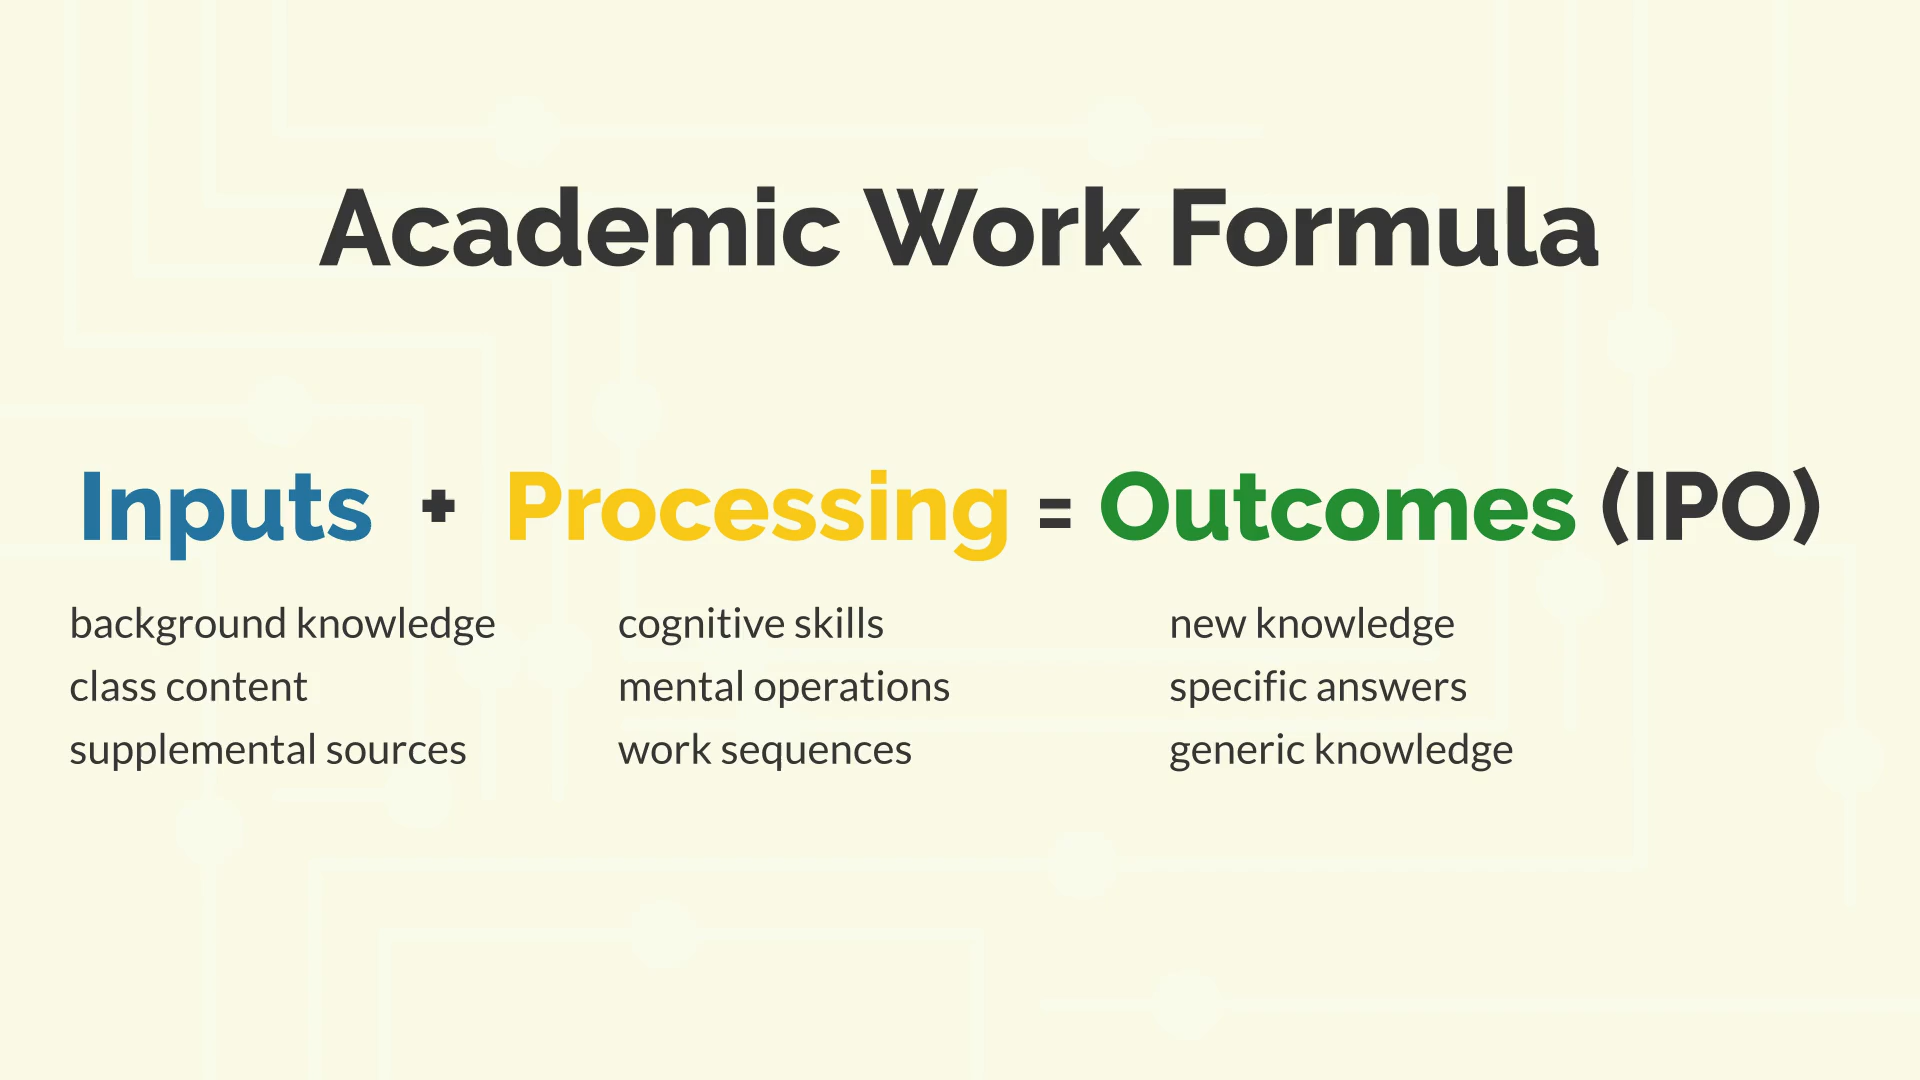 Academic Work Formula
Inputs + Processing = Outcomes (IPO)
background knowledge
class content
supplemental sources
cognitive skills
mental operations
work sequences
new knowledge
specific answers
generic knowledge